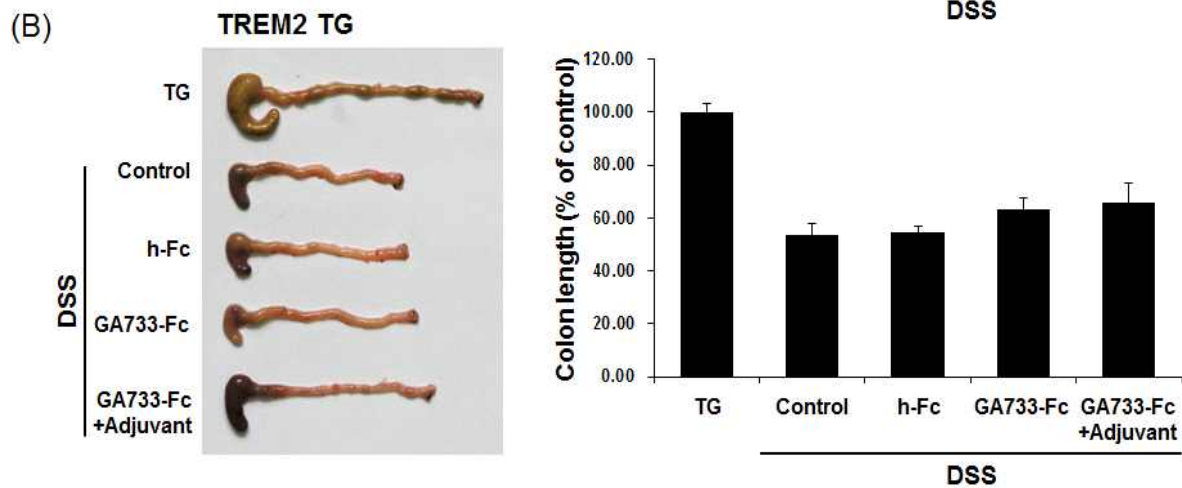 (B)
TREM2 TG
TG
Control
h-Fc
GA733-Fc
GA733-Fc
+Adjuvant
DSS
DSS
Colon length (% of control)
120.00
100.00
80.00
60.00
40.00
20.00
0.00
TG
Control
h-Fc
GA733-Fc
GA733-Fc
+Adjuvant
DSS